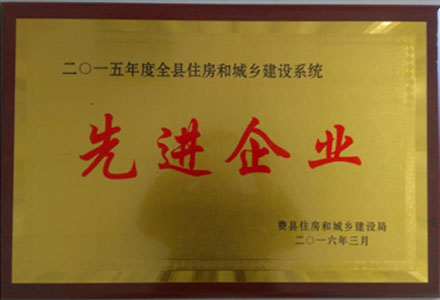 二〇一五年度全县住房和城乡建设系统
先进企业
费县住房和城乡建设局
二〇一六年三月